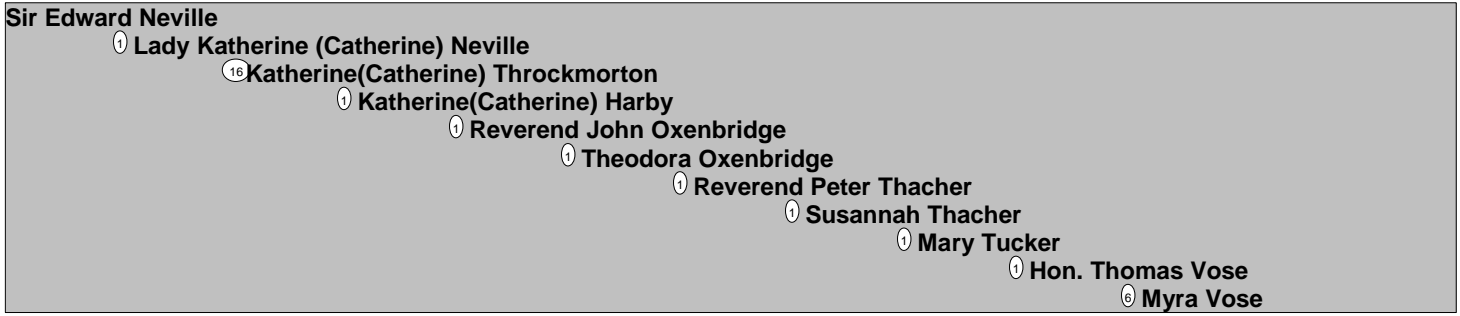 Sir Edward Neville
1 Lady Katherine (Catherine) Neville
16 Katherine(Catherine) Throckmorton
1 Katherine(Catherine) Harby
1 Reverend John Oxenbridge
1 Theodora Oxenbridge
1 Reverend Peter Thacher
1 Susannah Thacher
1 Mary Tucker
1 Hon. Thomas Vose
6 Myra Vose